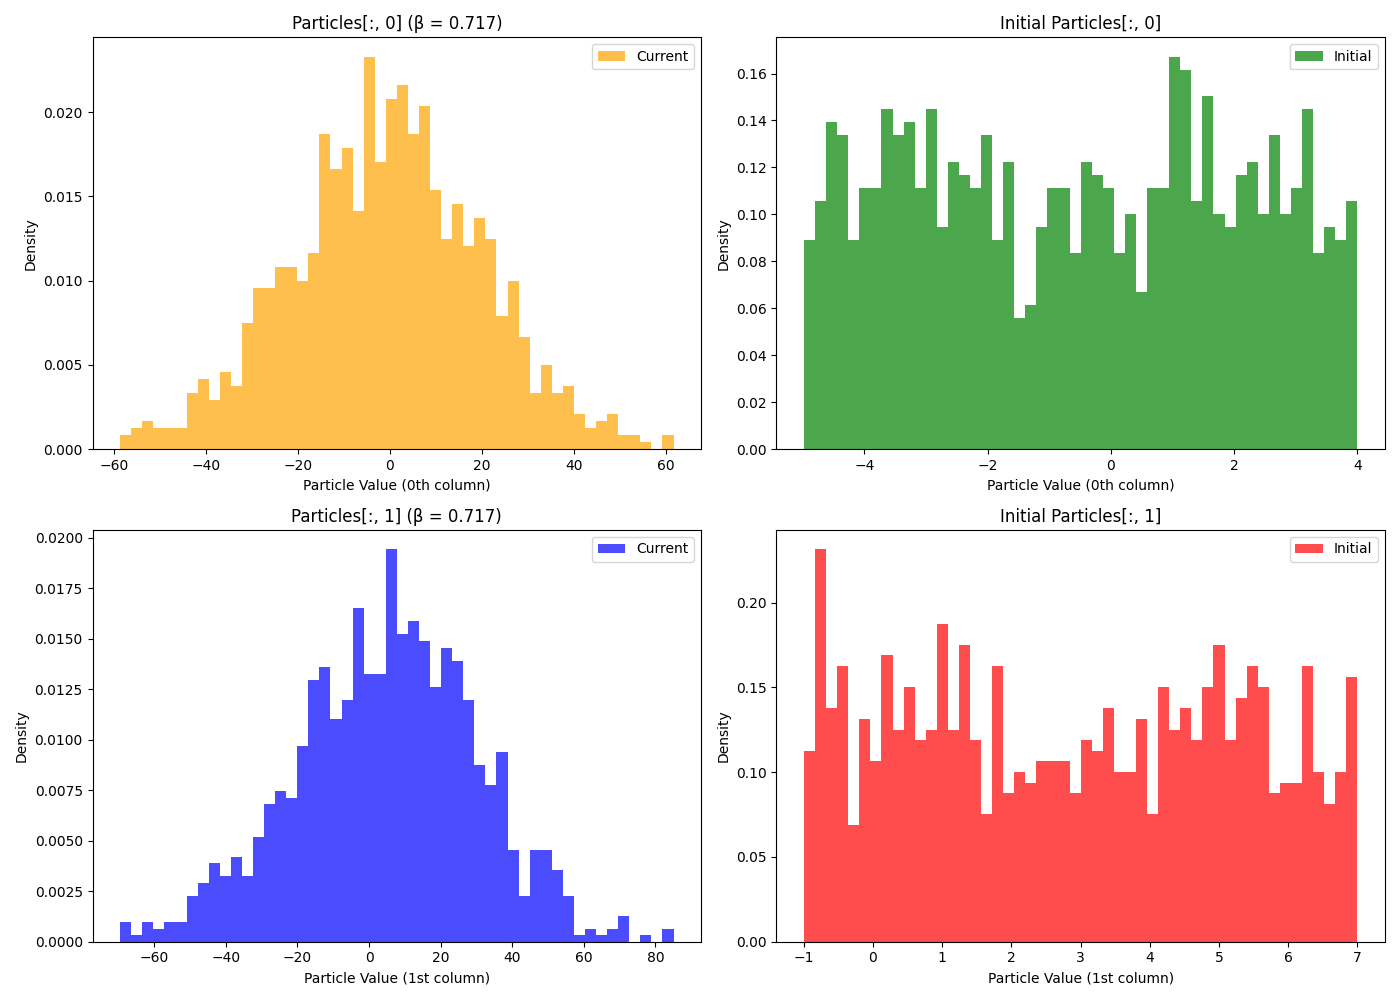 Particles[:, 0] (β = 0.717)
Current
Density
0.020
0.015
0.010
0.005
0.000
−60 −40 −20 0 20 40 60
Particle Value (0th column)
Initial Particles[:, 0]
Initial
Density
0.16
0.14
0.12
0.10
0.08
0.06
0.04
0.02
0.00
−4 −2 0 2 4
Particle Value (0th column)
Particles[:, 1] (β = 0.717)
Current
Density
0.0200
0.0175
0.0150
0.0125
0.0100
0.0075
0.0050
0.0025
0.0000
−60 −40 −20 0 20 40 60 80
Particle Value (1st column)
Initial Particles[:, 1]
Initial
Density
0.20
0.15
0.10
0.05
0.00
−1 0 1 2 3 4 5 6 7
Particle Value (1st column)